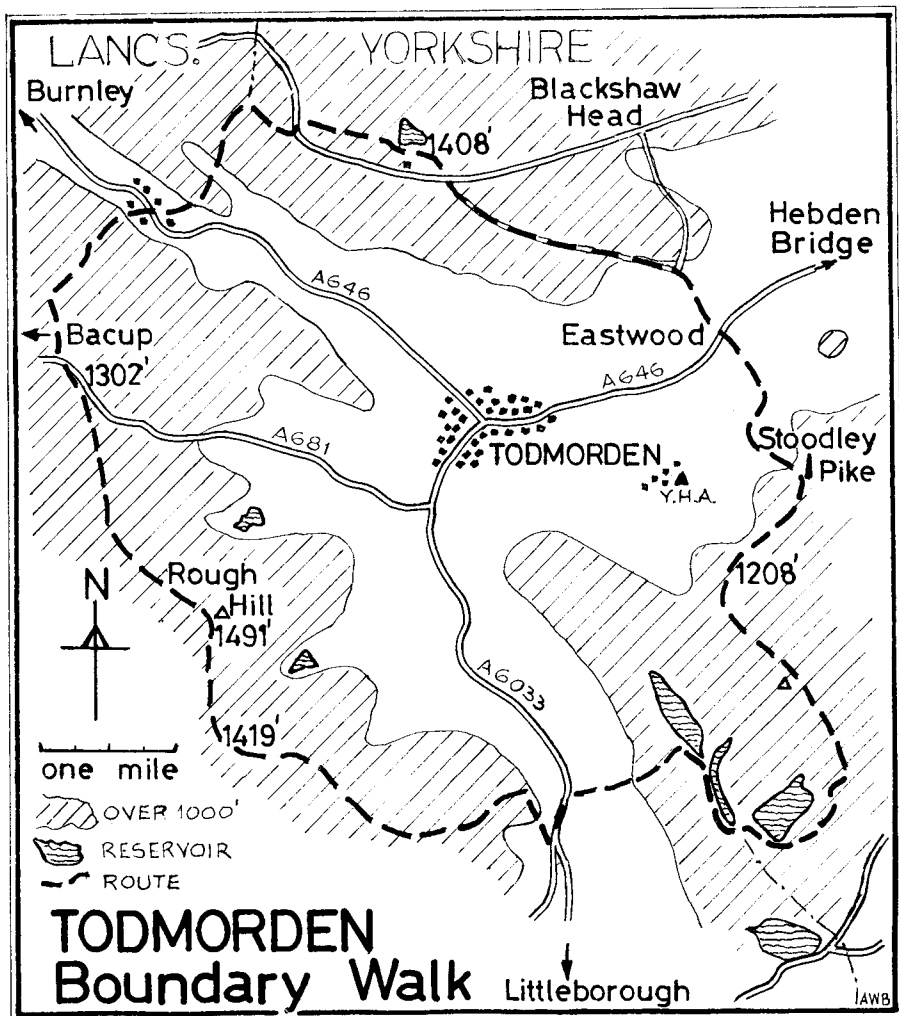 LANCS. YORKSHIRE
Burnley
Blackshaw
Head
1408'
Hebden
Bridge
A646
Eastwood
Bacup
1302'
A646
A681
TODMORDEN
Stoodley
Pike
Y.H.A.
1208'
N
Rough
Hill
1491'
A6033
1419'
one mile
OVER 1000'
RESERVOIR
ROUTE
TODMORDEN
Boundary Walk
Littleborough
AWB